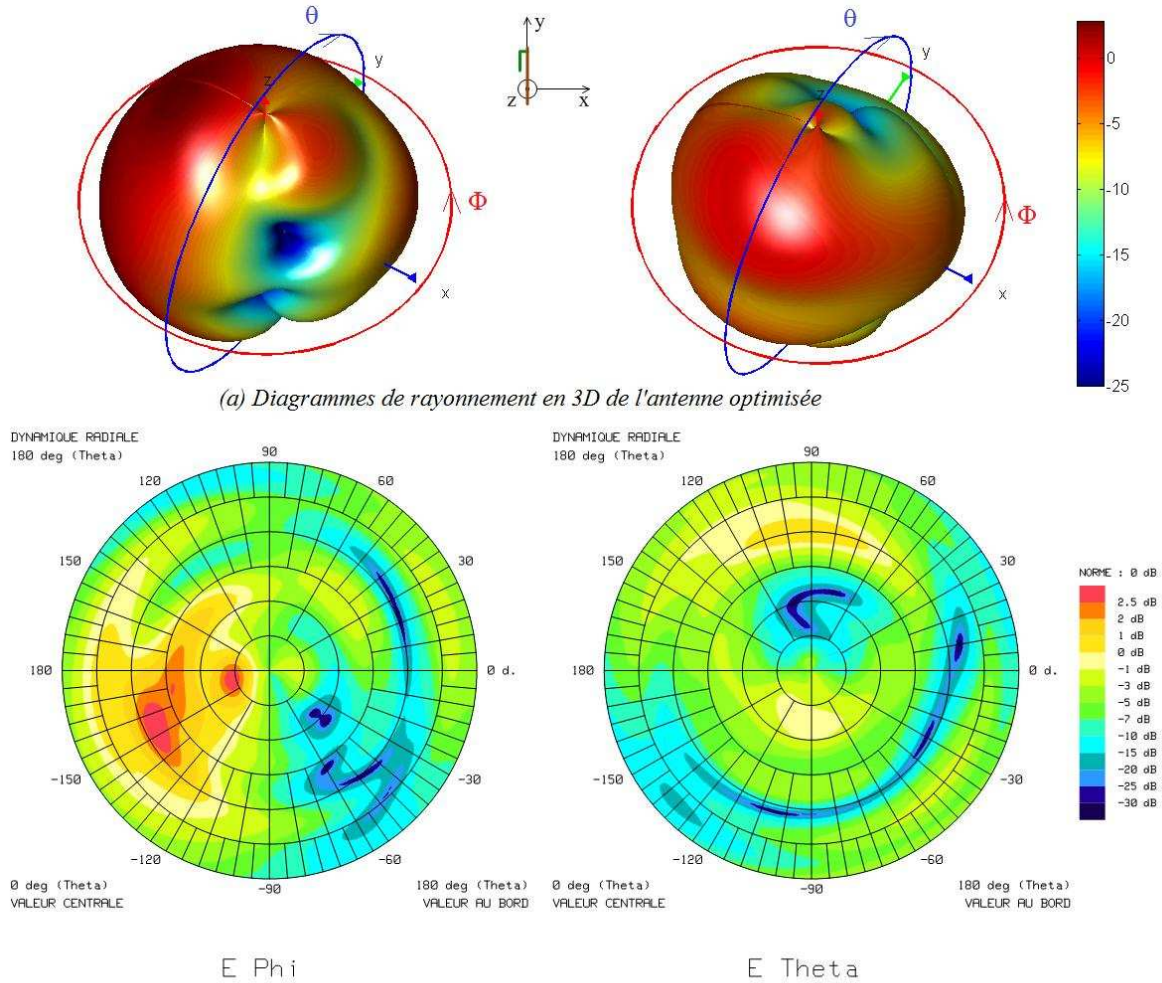 θ
y
z
x
Φ
y
z
x
θ
y
z
x
Φ
0
-5
-10
-15
-20
-25
(a) Diagrammes de rayonnement en 3D de l'antenne optimisée
DYNAMIQUE RADIALE
180 deg (Theta)
90
120
60
150
30
180
0 d.
-150
-30
-120
-60
-90
0 deg (Theta)
VALEUR CENTRALE
180 deg (Theta)
VALEUR AU BORD
E Phi
DYNAMIQUE RADIALE
180 deg (Theta)
90
120
60
150
30
180
0 d.
-150
-30
-120
-60
-90
0 deg (Theta)
VALEUR CENTRALE
180 deg (Theta)
VALEUR AU BORD
E Theta
NORME : 0 dB
2.5 dB
2 dB
1 dB
0 dB
-1 dB
-3 dB
-5 dB
-7 dB
-10 dB
-15 dB
-20 dB
-25 dB
-30 dB